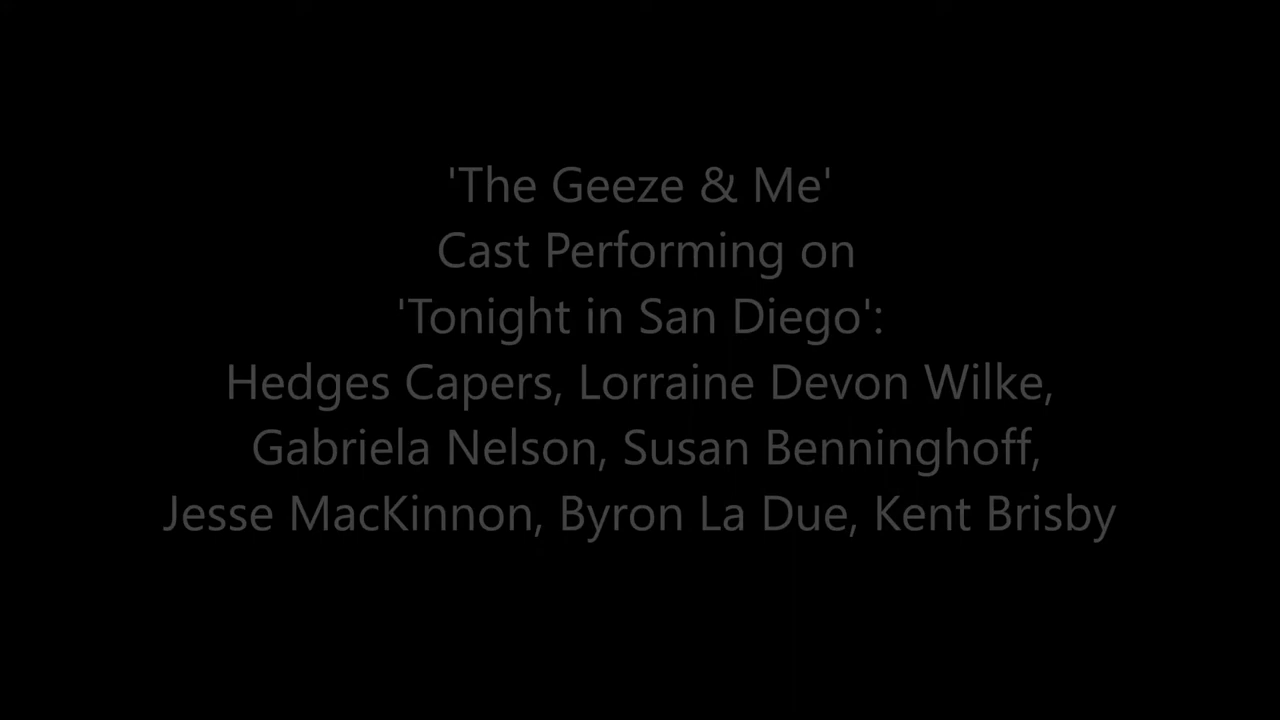 'The Geeze & Me'
Cast Performing on
'Tonight in San Diego':
Hedges Capers, Lorraine Devon Wilke,
Gabriela Nelson, Susan Benninghoff,
Jesse MacKinnon, Byron La Due, Kent Brisby